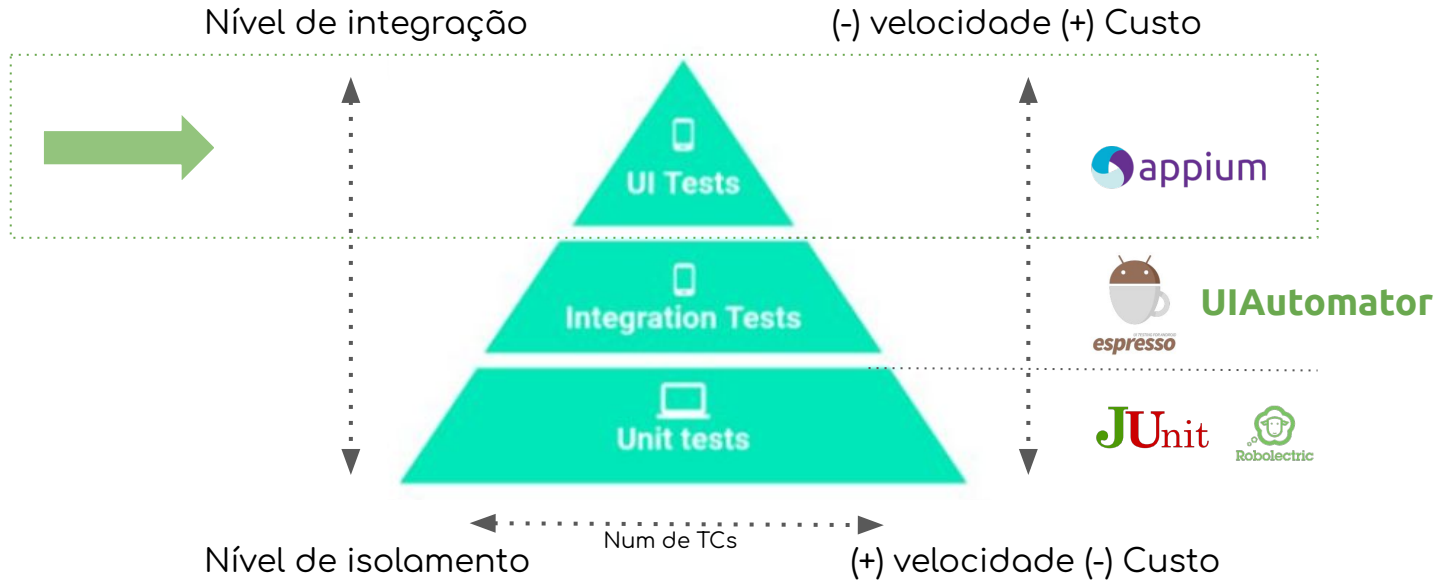 Nível de integração
(-) velocidade (+) Custo
UI Tests
appium
Integration Tests
UIAutomator
espresso
Unit tests
JUnit
Robolectric
Num de TCs
Nível de isolamento
(+) velocidade (-) Custo